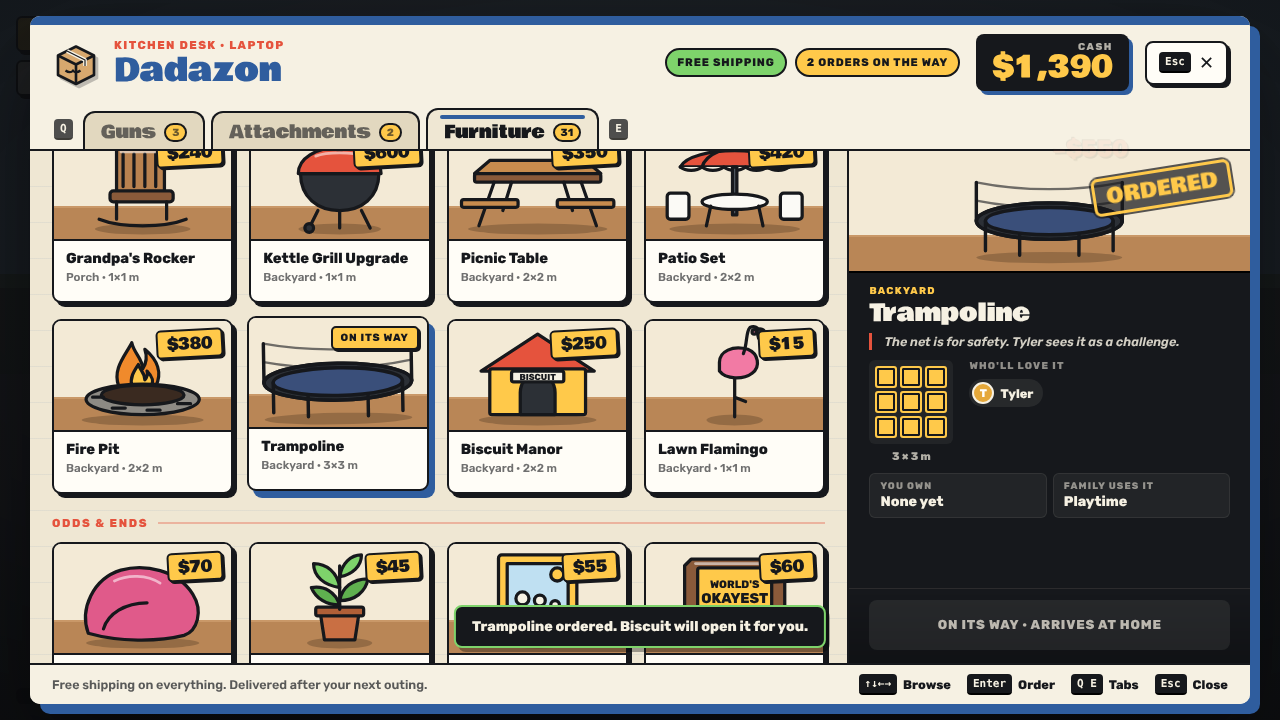 KITCHEN DESK • LAPTOP
Dadazon
FREE SHIPPING
2 ORDERS ON THE WAY
CASH
$1,390
Esc ×
Q
Guns 3
Attachments 2
Furniture 31
E
-$550
$240
$600
$350
$420
ORDERED
Grandpa's Rocker
Porch • 1×1 m
Kettle Grill Upgrade
Backyard • 1×1 m
Picnic Table
Backyard • 2×2 m
Patio Set
Backyard • 2×2 m
$380
ON ITS WAY
$250
BISCUIT
$15
Fire Pit
Backyard • 2×2 m
Trampoline
Backyard • 3×3 m
Biscuit Manor
Backyard • 2×2 m
Lawn Flamingo
Backyard • 1×1 m
BACKYARD
Trampoline
The net is for safety. Tyler sees it as a challenge.
WHO'LL LOVE IT
T Tyler
3×3 m
YOU OWN
None yet
FAMILY USES IT
Playtime
ODDS & ENDS
$70
$45
$55
$60
WORLD'S
OKAYEST
Trampoline ordered. Biscuit will open it for you.
ON ITS WAY • ARRIVES AT HOME
Free shipping on everything. Delivered after your next outing.
↑↓←→ Browse
Enter Order
Q E Tabs
Esc Close